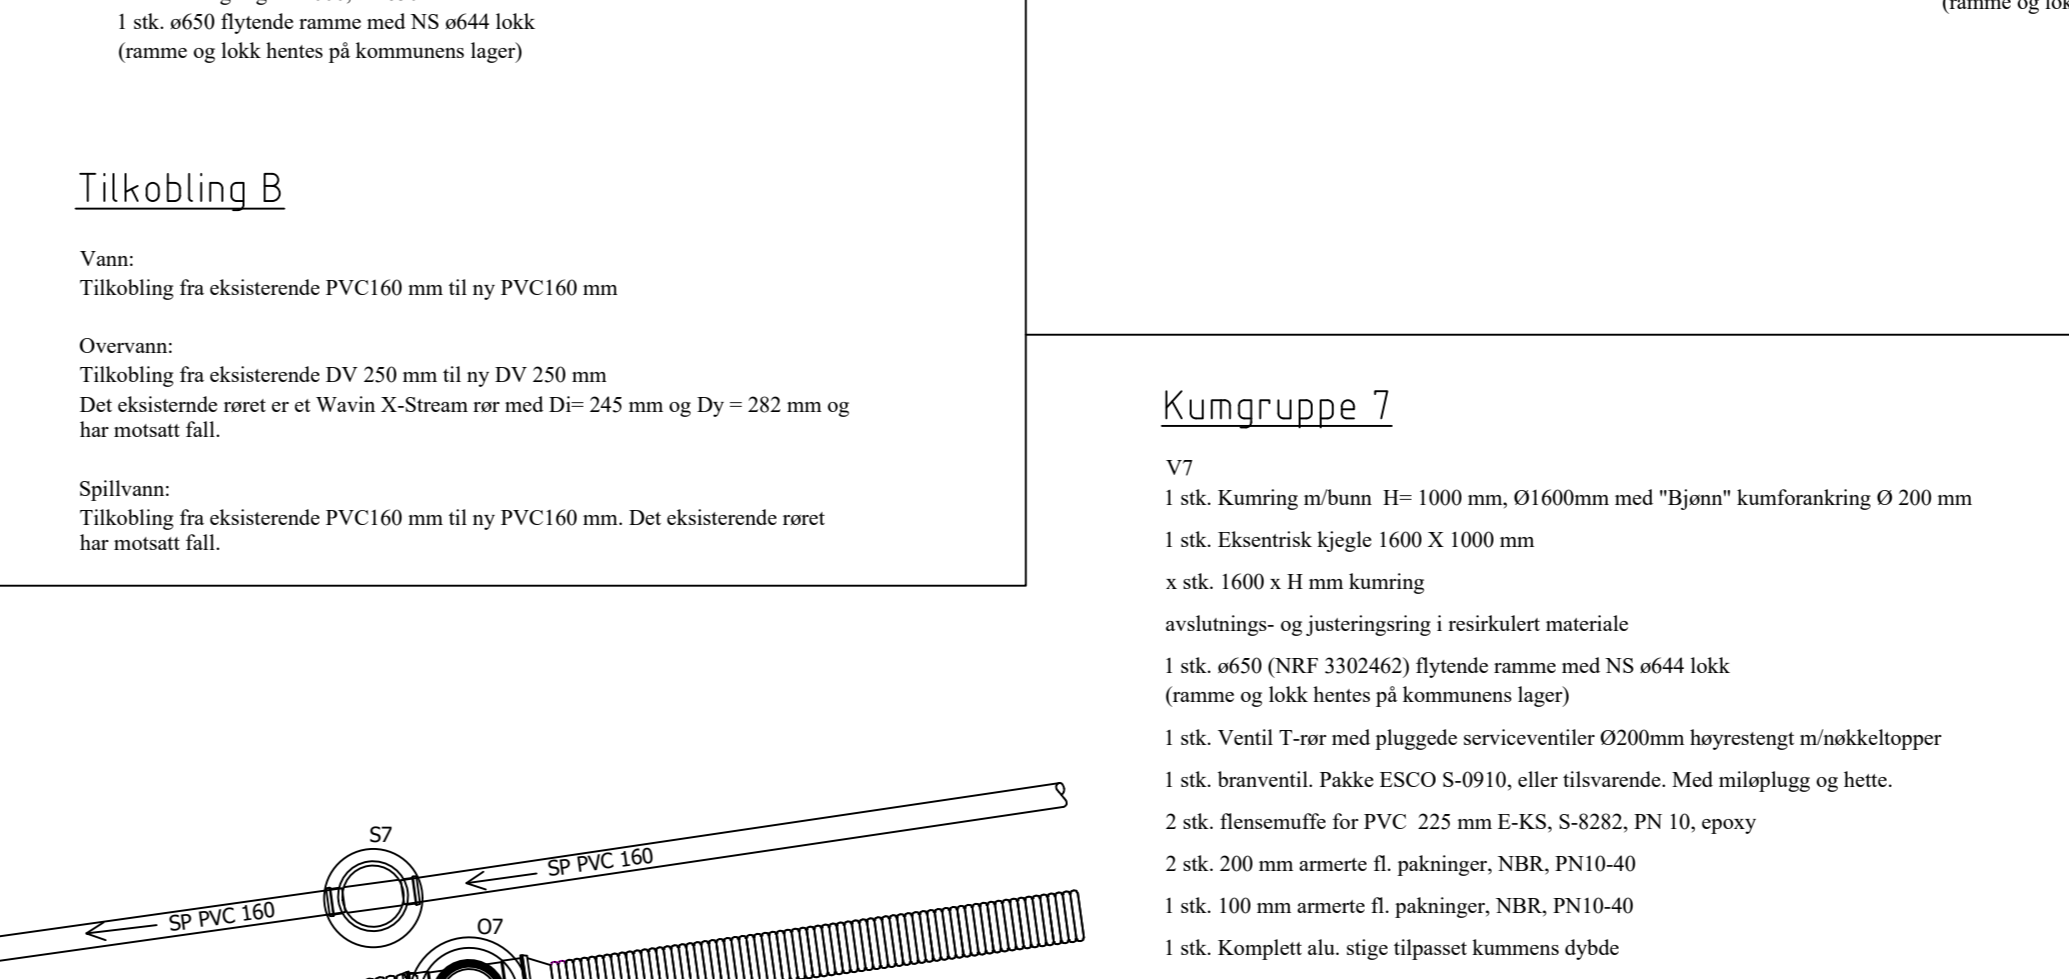 1 stk. ø650 flytende ramme med NS ø644 lokk
(ramme og lokk hentes på kommunens lager)
Tilkobling B
Vann:
Tilkobling fra eksisterende PVC160 mm til ny PVC160 mm
Overvann:
Tilkobling fra eksisterende DV 250 mm til ny DV 250 mm
Det eksisternde røret er et Wavin X-Stream rør med Di= 245 mm og Dy = 282 mm og
har motsatt fall.
Spillvann:
Tilkobling fra eksisterende PVC160 mm til ny PVC160 mm. Det eksisterende røret
har motsatt fall.
(ramme og
Kumgruppe 7
V7
1 stk. Kumring m/bunn H= 1000 mm, Ø1600mm med "Bjønn" kumforankring Ø 200 mm
1 stk. Eksentrisk kjegle 1600 X 1000 mm
x stk. 1600 x H mm kumring
avslutnings- og justeringsring i resirkulert materiale
1 stk. ø650 (NRF 3302462) flytende ramme med NS ø644 lokk
(ramme og lokk hentes på kommunens lager)
1 stk. Ventil T-rør med pluggede serviceventiler Ø200mm høyrestengt m/nøkkeltopper
1 stk. branventil. Pakke ESCO S-0910, eller tilsvarende. Med miløplugg og hette.
2 stk. flensemuffe for PVC 225 mm E-KS, S-8282, PN 10, epoxy
2 stk. 200 mm armerte fl. pakninger, NBR, PN10-40
1 stk. 100 mm armerte fl. pakninger, NBR, PN10-40
1 stk. Komplett alu. stige tilpasset kummens dybde
S7
SP PVC 160
SP PVC 160
O7